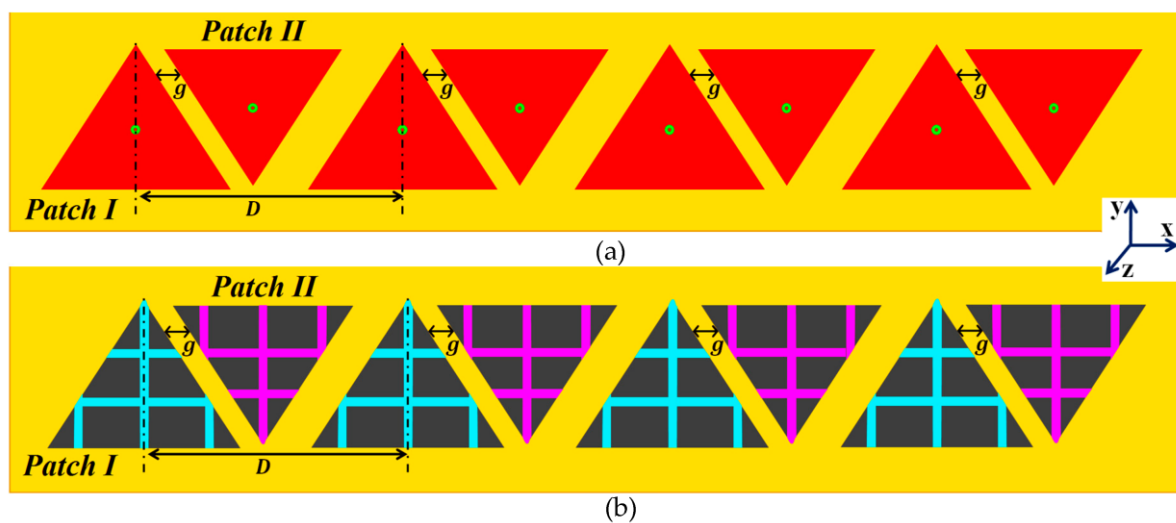 Patch II
g g g g
Patch I
D
(a)
y
x
z
Patch II
g g g g
Patch I
D
(b)